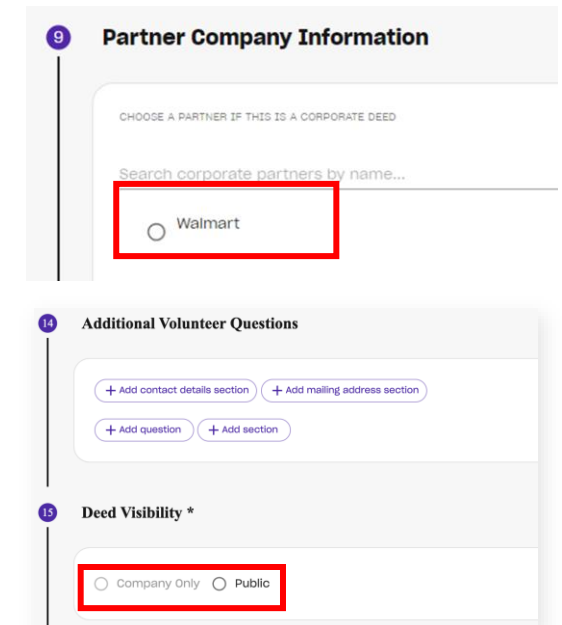 9 Partner Company Information
CHOOSE A PARTNER IF THIS IS A CORPORATE DEED
Search corporate partners by name...
Walmart
14 Additional Volunteer Questions
+ Add contact details section + Add mailing address section
+ Add question + Add section
15 Deed Visibility *
Company Only Public